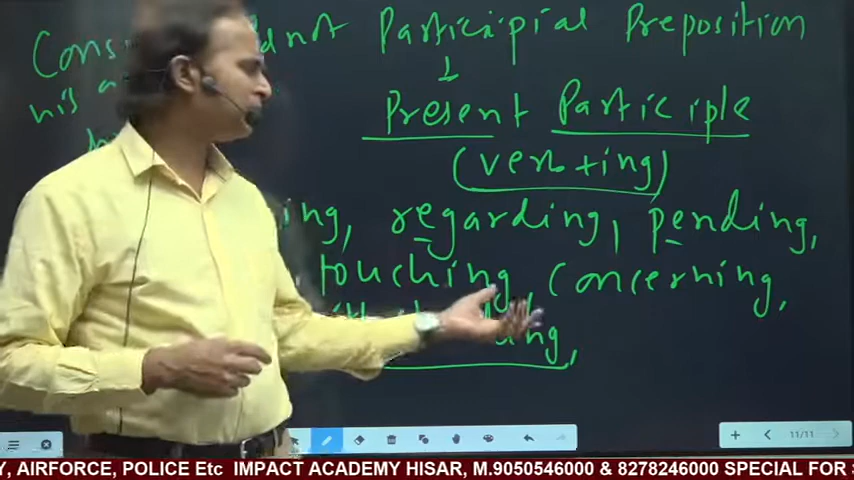 Participial Preposition
his
Present Participle
(verb+ing)
regarding, pending,
touching, concerning,
11/11
, AIRFORCE, POLICE Etc IMPACT ACADEMY HISAR, M.9050546000 & 8278246000 SPECIAL FOR